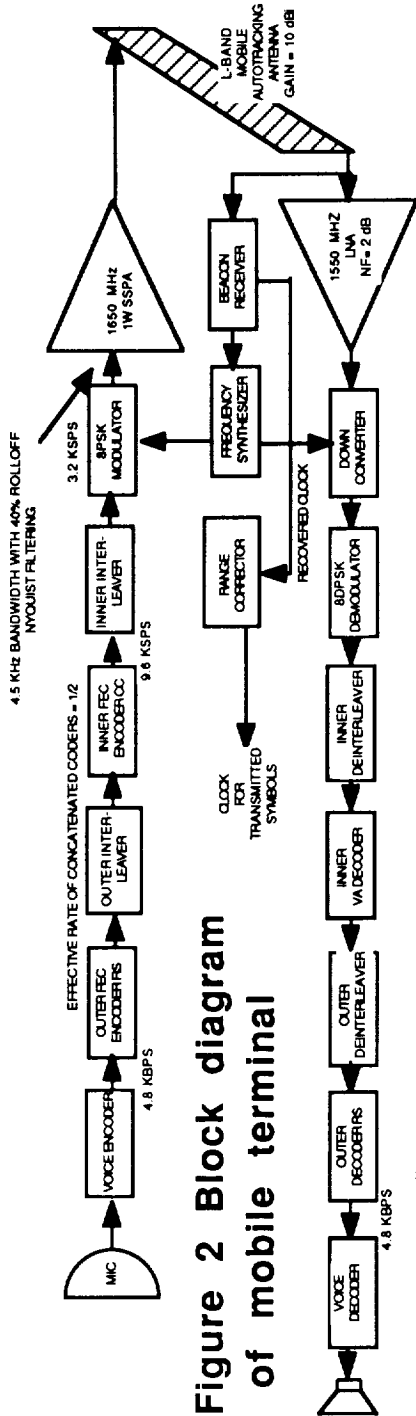 4.5 KHz BANDWIDTH WITH 40% ROLLOFF
NYQUIST FILTERING
EFFECTIVE RATE OF CONCATENATED CODERS = 1/2
MIC
VOICE ENCODER
4.8 KBPS
OUTER FEC
ENCODER RS
OUTER INTER-
LEAVER
INNER FEC
ENCODER CC
9.6 KSPS
INNER INTER-
LEAVER
3.2 KSPS
8PSK
MODULATOR
1650 MHz
1W SSPA
L-BAND
MOBILE
AUTOTRACKING
ANTENNA
GAIN = 10 dBi
BEACON
RECEIVER
FREQUENCY
SYNTHESIZER
RANGE
CORRECTOR
RECOVERED CLOCK
CLOCK
FOR
TRANSMITTED
SYMBOLS
1550 MHZ
LNA
NF= 2 dB
DOWN
CONVERTER
8DPSK
DEMODULATOR
INNER
DEINTERLEAVER
INNER
VA DECODER
OUTER
DEINTERLEAVER
OUTER
DECODER RS
4.8 KBPS
VOICE
DECODER
Figure 2 Block diagram
of mobile terminal